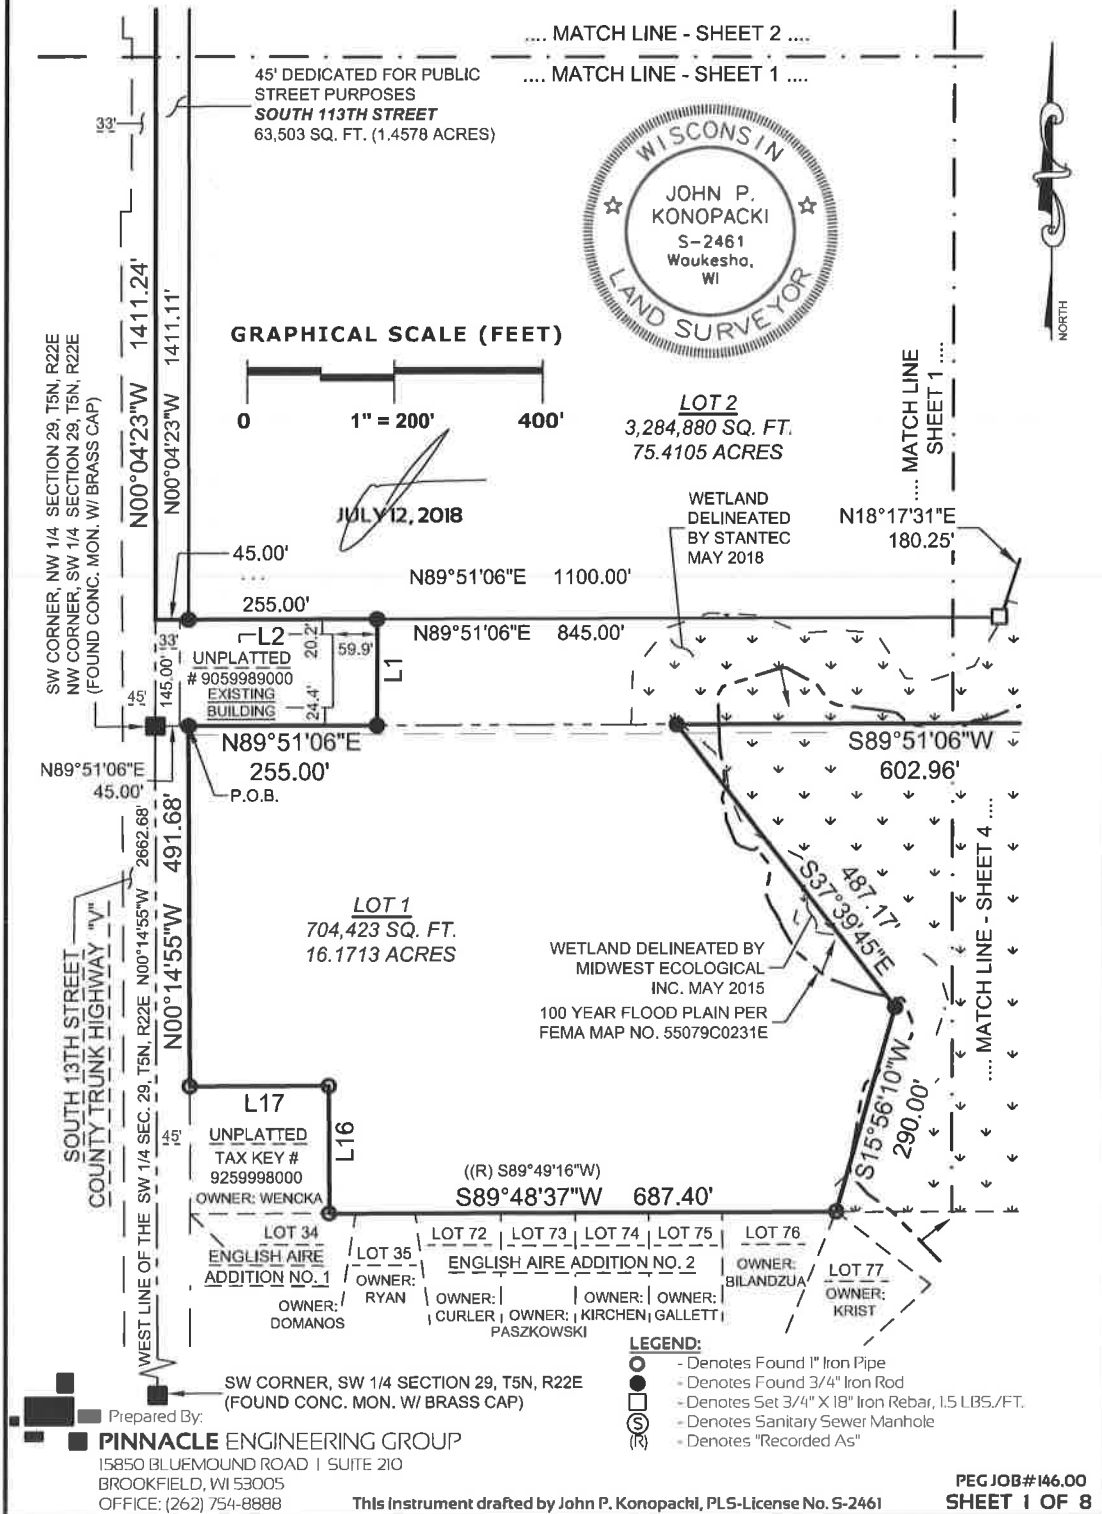 .... MATCH LINE - SHEET 2 ....
.... MATCH LINE - SHEET 1 ....
45' DEDICATED FOR PUBLIC
STREET PURPOSES
SOUTH 113TH STREET
63,503 SQ. FT. (1.4578 ACRES)
33'
WISCONSIN
JOHN P.
KONOPACKI
S-2461
Waukesha,
WI
LAND SURVEYOR
NORTH
N00°04'23"W 1411.24'
N00°04'23"W 1411.11'
SW CORNER, NW 1/4 SECTION 29, T5N, R22E
NW CORNER, SW 1/4 SECTION 29, T5N, R22E
(FOUND CONC. MON. W/ BRASS CAP)
GRAPHICAL SCALE (FEET)
0 1" = 200' 400'
JULY 12, 2018
LOT 2
3,284,880 SQ. FT.
75.4105 ACRES
.... MATCH LINE
SHEET 1 ....
WETLAND
DELINEATED
BY STANTEC
MAY 2018
N18°17'31"E
180.25'
45.00'
N89°51'06"E 1100.00'
255.00'
N89°51'06"E 845.00'
33'
L2
20.2'
59.9'
UNPLATTED
# 9059989000
EXISTING
BUILDING
24.4'
L1
145.00'
45'
N89°51'06"E
255.00'
N89°51'06"E
45.00'
P.O.B.
S89°51'06"W
602.96'
N00°14'55"W 491.68'
WEST LINE OF THE SW 1/4 SEC. 29, T5N, R22E N00°14'55"W 2662.68'
SOUTH 13TH STREET
COUNTY TRUNK HIGHWAY "V"
LOT 1
704,423 SQ. FT.
16.1713 ACRES
487.17'
S37°39'45"E
WETLAND DELINEATED BY
MIDWEST ECOLOGICAL
INC. MAY 2015
100 YEAR FLOOD PLAIN PER
FEMA MAP NO. 55079C0231E
.... MATCH LINE - SHEET 4 ....
S15°56'10"W
290.00'
L17
L16
45'
UNPLATTED
TAX KEY #
9259998000
OWNER: WENCKA
((R) S89°49'16"W)
S89°48'37"W 687.40'
LOT 34
ENGLISH AIRE
ADDITION NO. 1
OWNER:
DOMANOS
LOT 35
OWNER:
RYAN
LOT 72 LOT 73 LOT 74 LOT 75
ENGLISH AIRE ADDITION NO. 2
OWNER:
CURLER
OWNER:
PASZKOWSKI
OWNER:
KIRCHEN
OWNER:
GALLETTI
LOT 76
OWNER:
BILANDZUA
LOT 77
OWNER:
KRIST
LEGEND:
- Denotes Found 1" Iron Pipe
- Denotes Found 3/4" Iron Rod
- Denotes Set 3/4" X 18" Iron Rebar, 1.5 LBS./FT.
S - Denotes Sanitary Sewer Manhole
(R) - Denotes "Recorded As"
SW CORNER, SW 1/4 SECTION 29, T5N, R22E
(FOUND CONC. MON. W/ BRASS CAP)
Prepared By:
PINNACLE ENGINEERING GROUP
15850 BLUEMOUND ROAD | SUITE 210
BROOKFIELD, WI 53005
OFFICE: (262) 754-8888
This instrument drafted by John P. Konopacki, PLS-License No. S-2461
PEG JOB#146.00
SHEET 1 OF 8